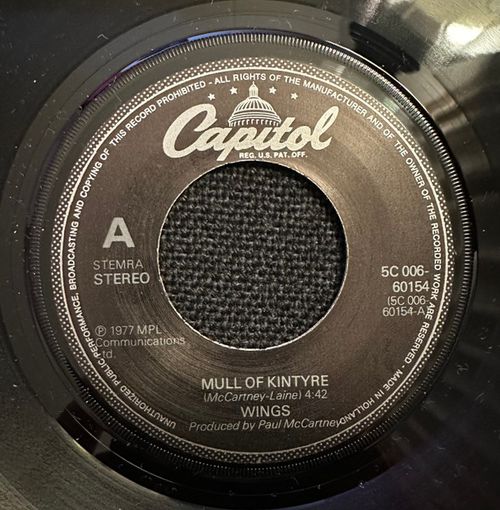 UNAUTHORIZED PUBLIC PERFORMANCE, BROADCASTING AND COPYING OF THIS RECORD PROHIBITED - ALL RIGHTS OF THE MANUFACTURER AND OF THE OWNER OF THE RECORDED WORK ARE RESERVED. MADE IN HOLLAND
Capitol
REG. U.S. PAT. OFF.
A
STEMRA
STEREO
5C 006-
60154
(5C 006-
60154-A)
℗ 1977 MPL
Communications
Ltd.
MULL OF KINTYRE
(McCartney-Laine) 4:42
WINGS
Produced by Paul McCartney